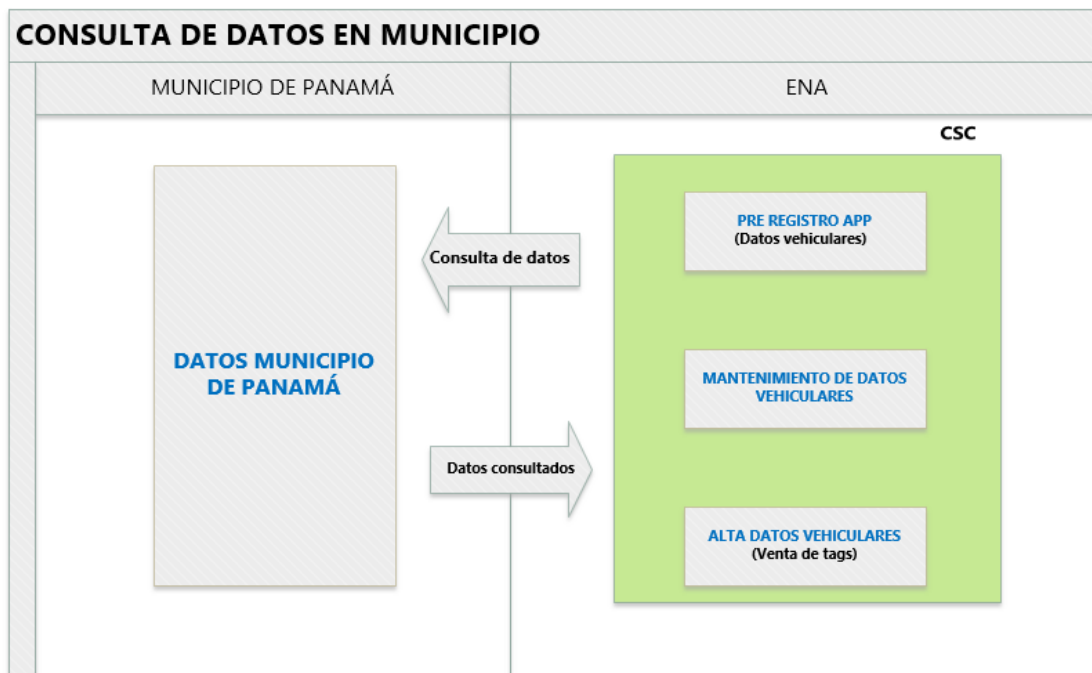 CONSULTA DE DATOS EN MUNICIPIO
MUNICIPIO DE PANAMÁ
ENA
CSC
PRE REGISTRO APP
(Datos vehiculares)
Consulta de datos
DATOS MUNICIPIO
DE PANAMÁ
MANTENIMIENTO DE DATOS
VEHICULARES
Datos consultados
ALTA DATOS VEHICULARES
(Venta de tags)